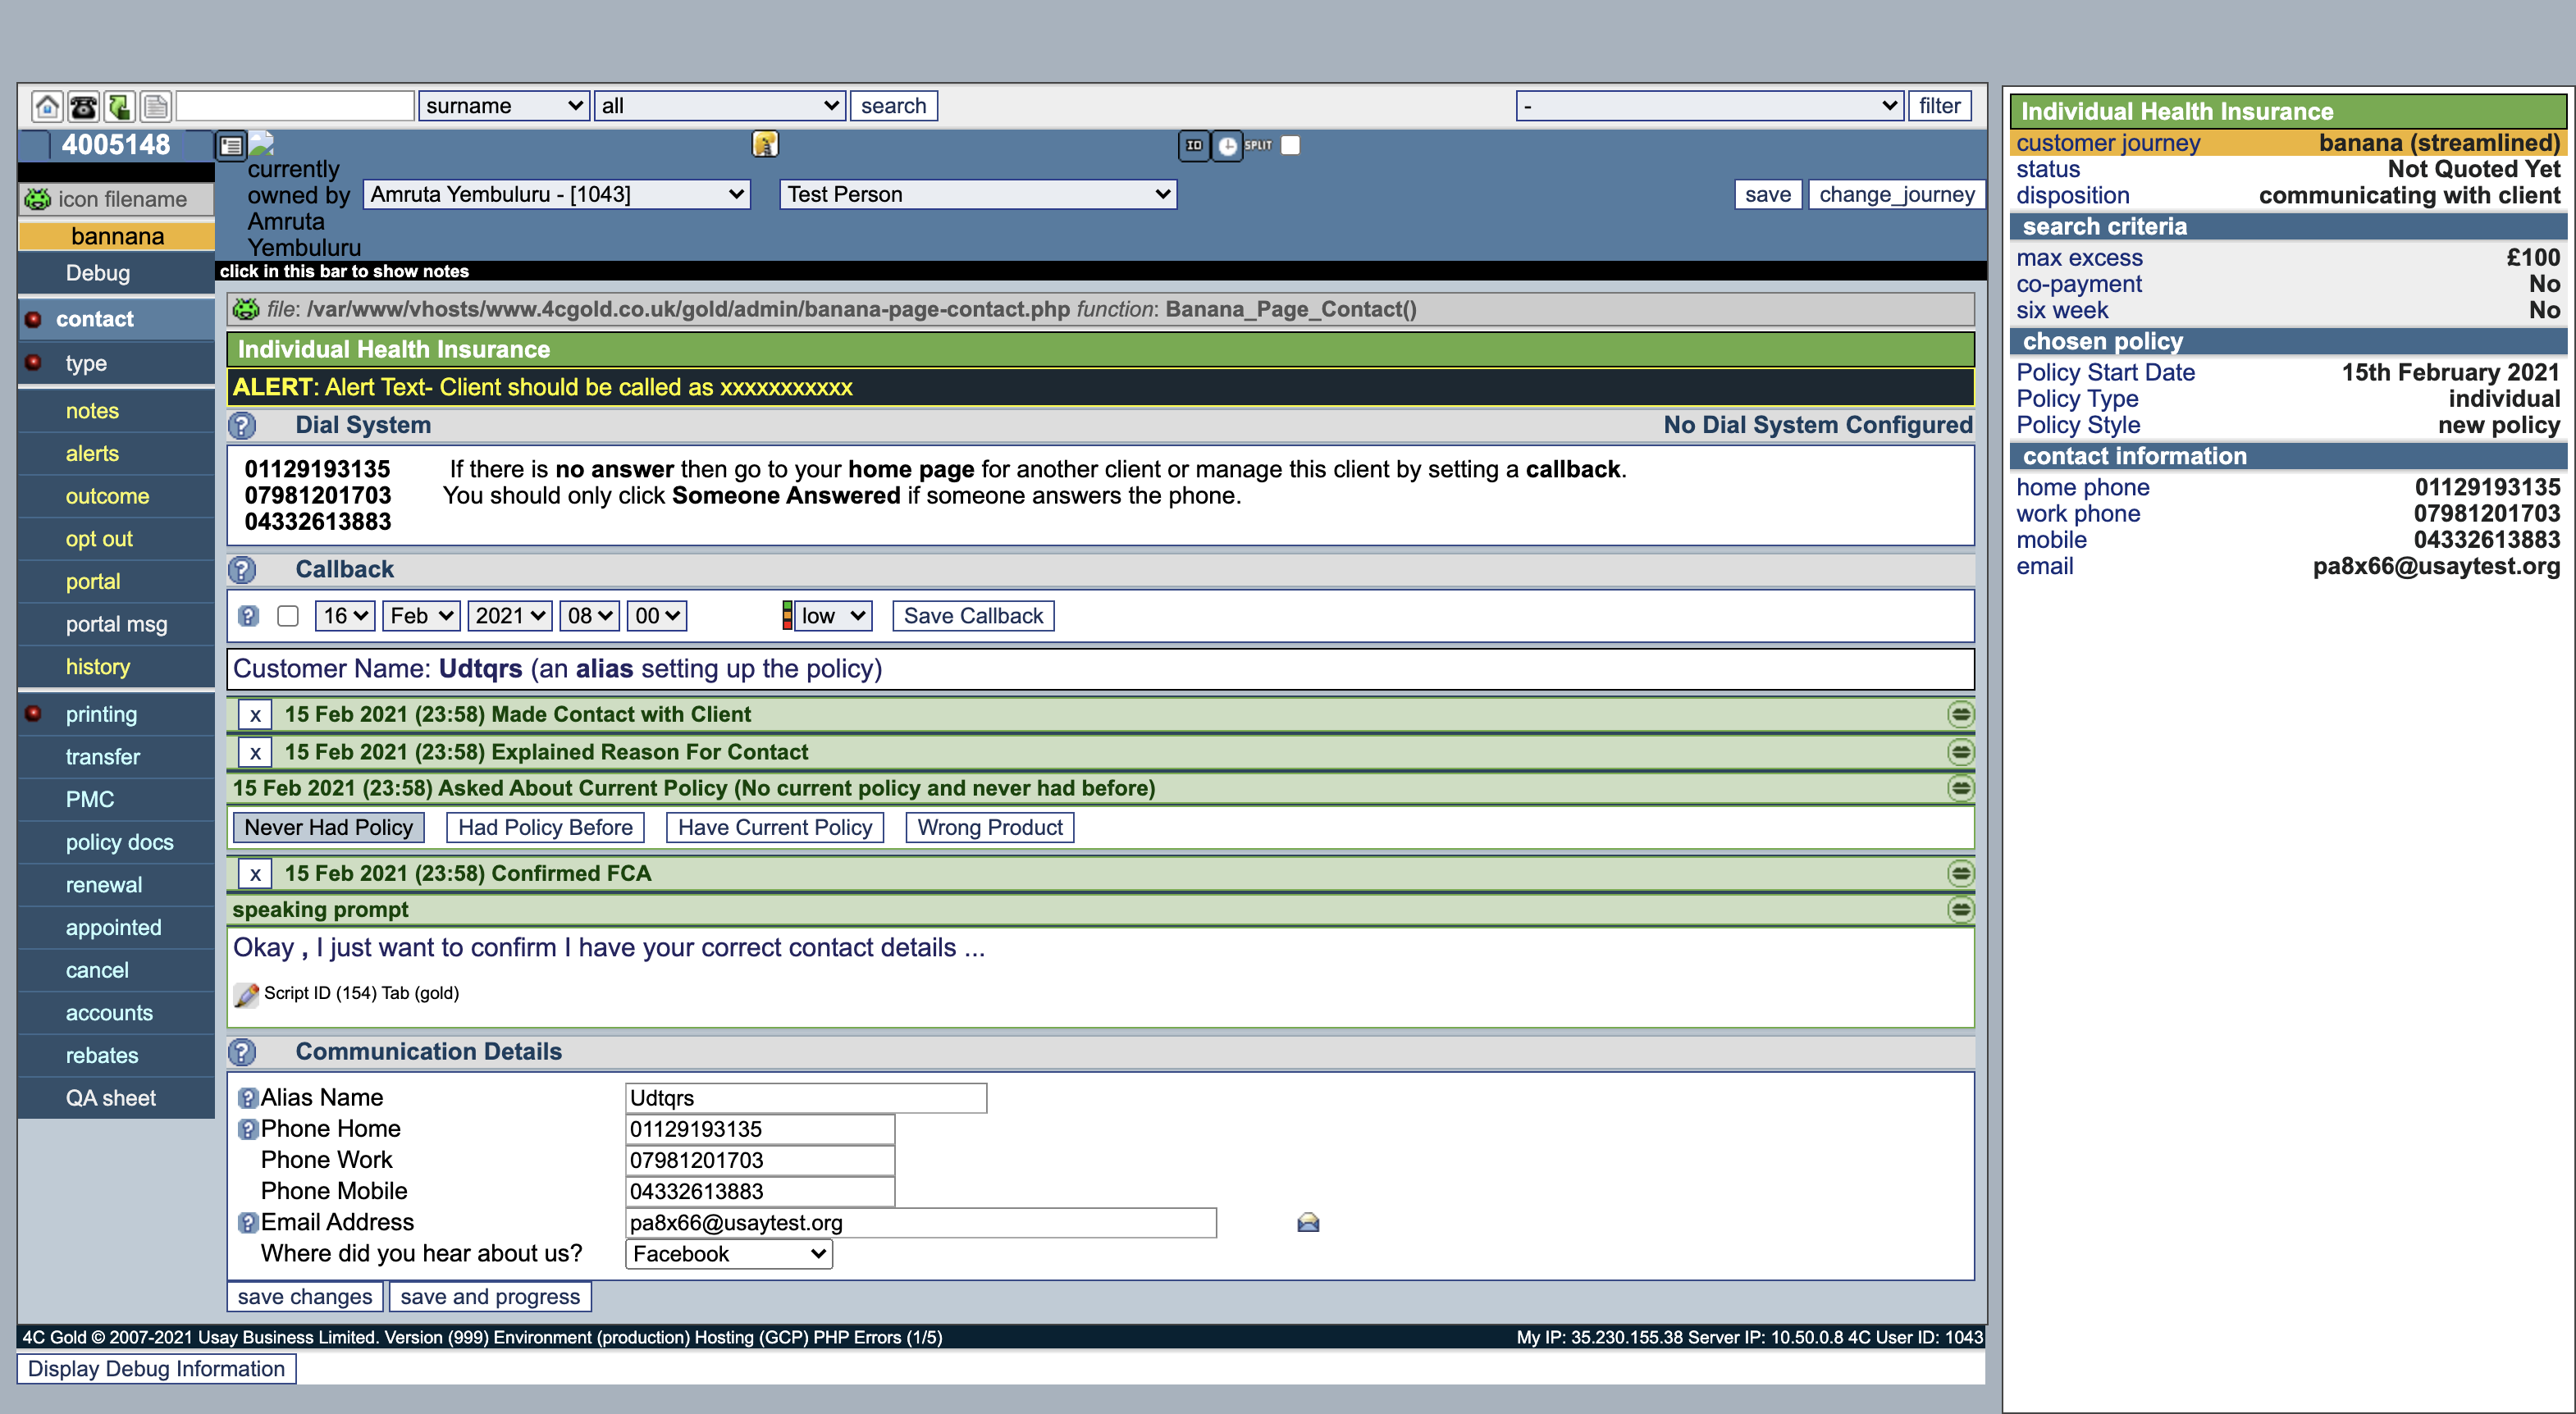 surname all search - filter
4005148 ID SPLIT
currently owned by Amruta Yembuluru
Amruta Yembuluru - [1043] Test Person save change_journey
icon filename
bannana
Debug
click in this bar to show notes
contact
type
notes
alerts
outcome
opt out
portal
portal msg
history
printing
transfer
PMC
policy docs
renewal
appointed
cancel
accounts
rebates
QA sheet
file: /var/www/vhosts/www.4cgold.co.uk/gold/admin/banana-page-contact.php function: Banana_Page_Contact()
Individual Health Insurance
ALERT: Alert Text- Client should be called as xxxxxxxxxxx
? Dial System No Dial System Configured
01129193135 If there is no answer then go to your home page for another client or manage this client by setting a callback.
07981201703 You should only click Someone Answered if someone answers the phone.
04332613883
? Callback
? 16 Feb 2021 08 00 low Save Callback
Customer Name: Udtqrs (an alias setting up the policy)
x 15 Feb 2021 (23:58) Made Contact with Client
x 15 Feb 2021 (23:58) Explained Reason For Contact
15 Feb 2021 (23:58) Asked About Current Policy (No current policy and never had before)
Never Had Policy Had Policy Before Have Current Policy Wrong Product
x 15 Feb 2021 (23:58) Confirmed FCA
speaking prompt
Okay , I just want to confirm I have your correct contact details ...
Script ID (154) Tab (gold)
? Communication Details
? Alias Name Udtqrs
? Phone Home 01129193135
Phone Work 07981201703
Phone Mobile 04332613883
? Email Address pa8x66@usaytest.org
Where did you hear about us? Facebook
save changes save and progress
4C Gold © 2007-2021 Usay Business Limited. Version (999) Environment (production) Hosting (GCP) PHP Errors (1/5) My IP: 35.230.155.38 Server IP: 10.50.0.8 4C User ID: 1043
Display Debug Information
Individual Health Insurance
customer journey banana (streamlined)
status Not Quoted Yet
disposition communicating with client
search criteria
max excess £100
co-payment No
six week No
chosen policy
Policy Start Date 15th February 2021
Policy Type individual
Policy Style new policy
contact information
home phone 01129193135
work phone 07981201703
mobile 04332613883
email pa8x66@usaytest.org